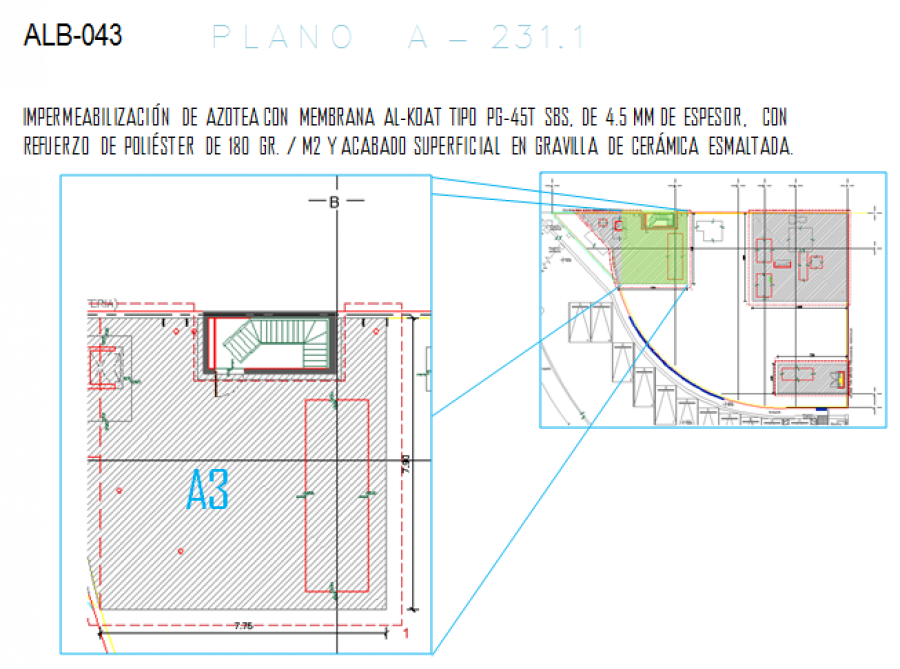 ALB-043
PLANO A - 231.1
IMPERMEABILIZACIÓN DE AZOTEA CON MEMBRANA AL-KOAT TIPO PG-45T SBS, DE 4.5 MM DE ESPESOR, CON
REFUERZO DE POLIÉSTER DE 180 GR. / M2 Y ACABADO SUPERFICIAL EN GRAVILLA DE CERÁMICA ESMALTADA.
B
TERIA)
A3
7.90
7.75
1